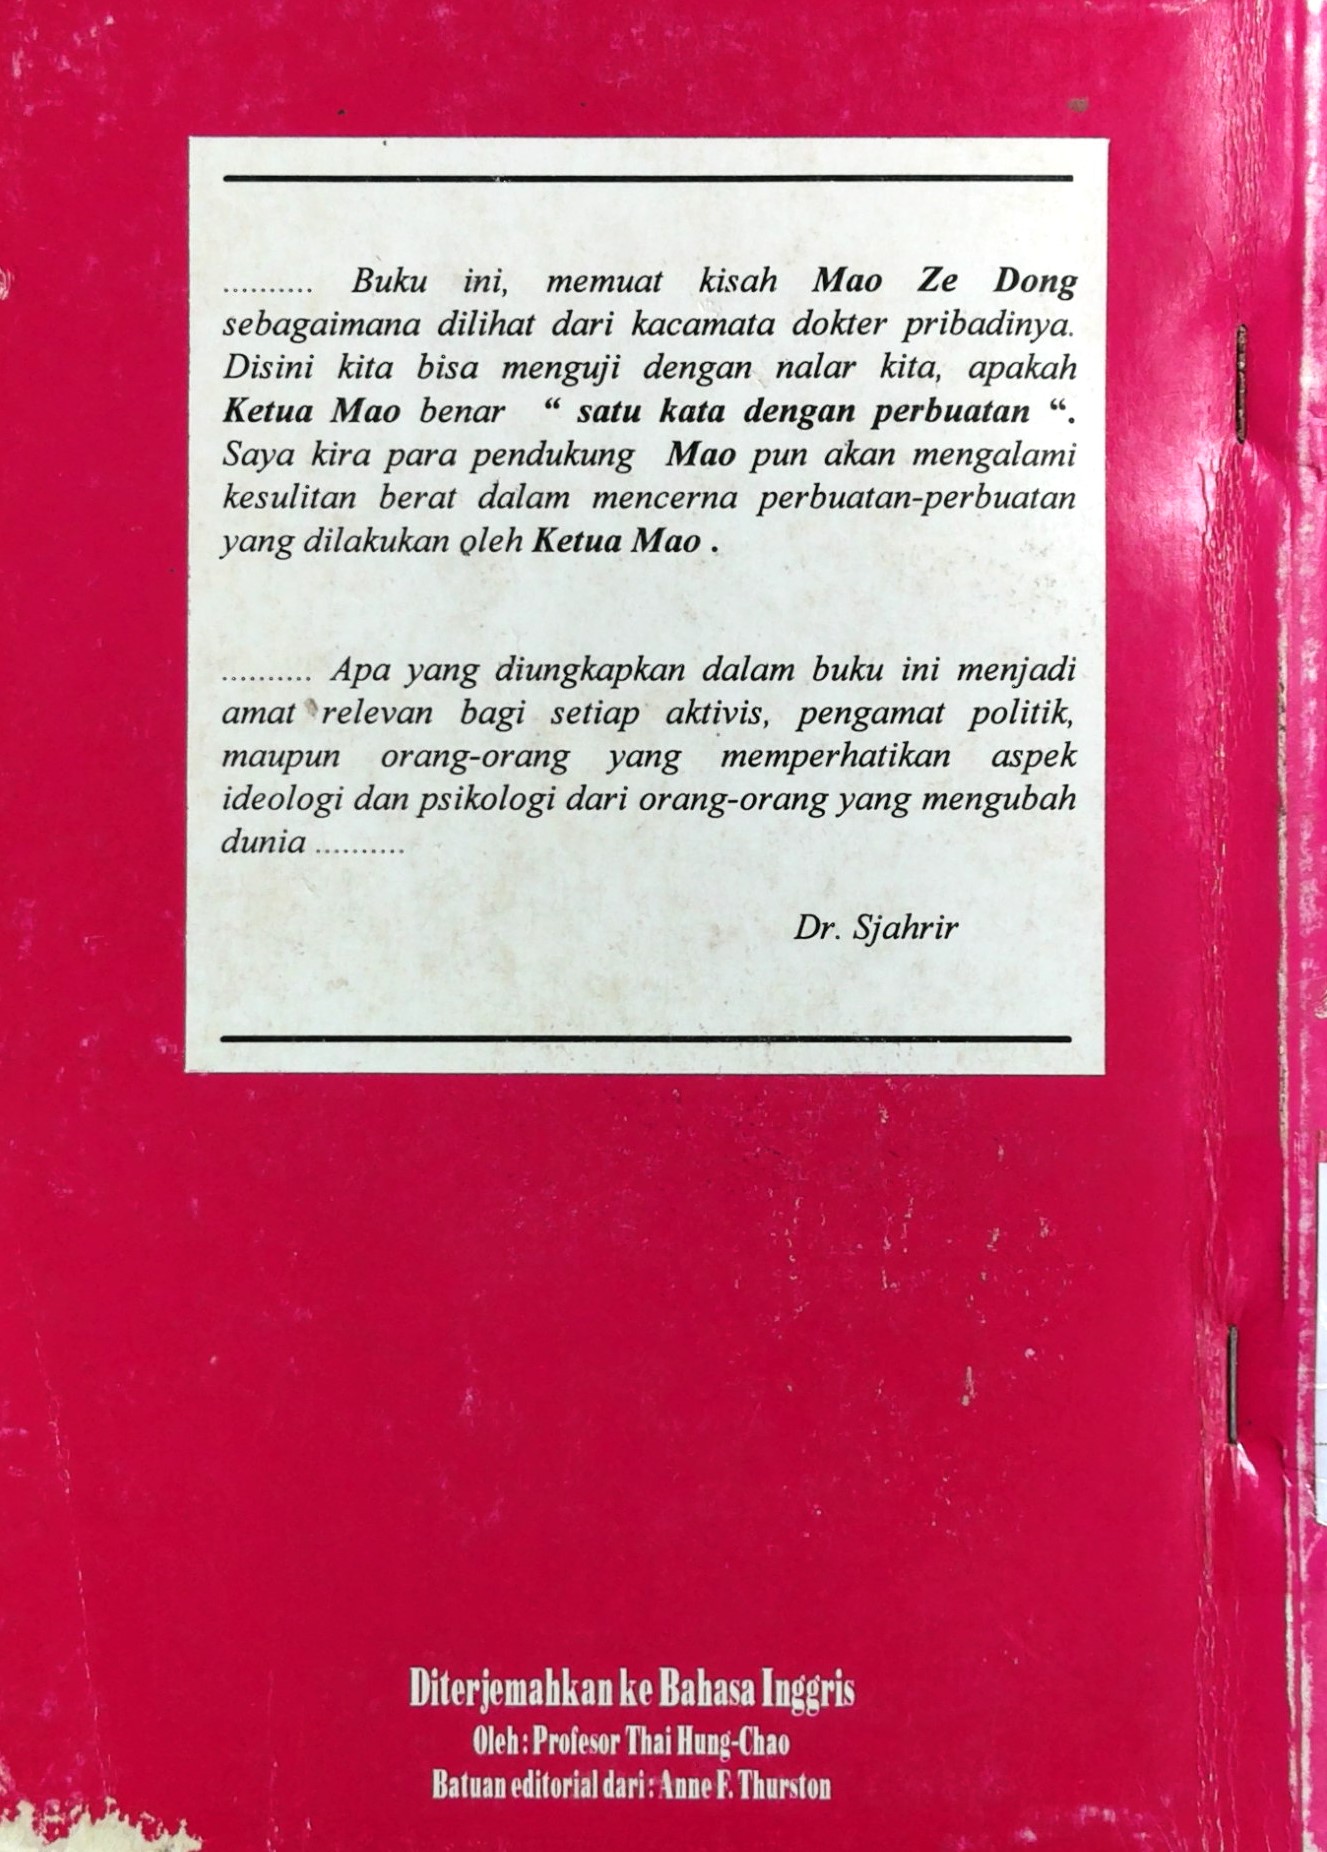 .......... Buku ini, memuat kisah Mao Ze Dong
sebagaimana dilihat dari kacamata dokter pribadinya.
Disini kita bisa menguji dengan nalar kita, apakah
Ketua Mao benar “ satu kata dengan perbuatan “.
Saya kira para pendukung Mao pun akan mengalami
kesulitan berat dalam mencerna perbuatan-perbuatan
yang dilakukan oleh Ketua Mao .
.......... Apa yang diungkapkan dalam buku ini menjadi
amat relevan bagi setiap aktivis, pengamat politik,
maupun orang-orang yang memperhatikan aspek
ideologi dan psikologi dari orang-orang yang mengubah
dunia ..........
Dr. Sjahrir
Diterjemahkan ke Bahasa Inggris
Oleh : Profesor Thai Hung-Chao
Batuan editorial dari : Anne F. Thurston